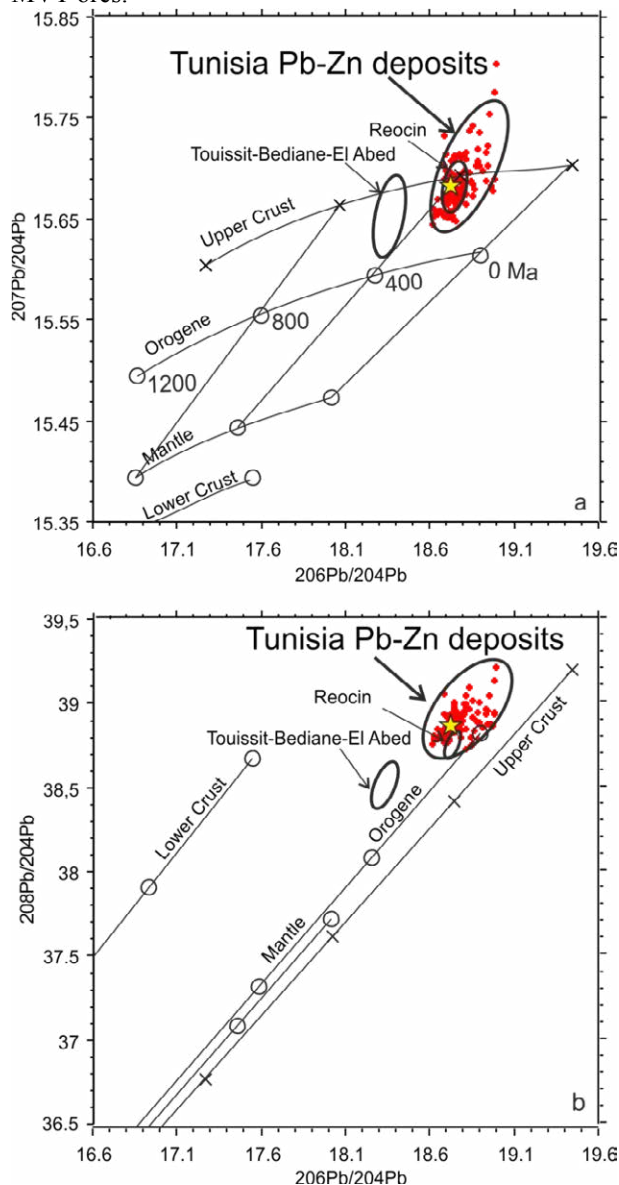 MVT ores.
15.85
15.75
15.65
15.55
15.45
15.35
207Pb/204Pb
Tunisia Pb-Zn deposits
Reocin
Touissit-Bediane-El Abed
Upper Crust
Orogene
0 Ma
400
800
1200
Mantle
Lower Crust
a
16.6 17.1 17.6 18.1 18.6 19.1 19.6
206Pb/204Pb
39.5
39
38.5
38
37.5
37
36.5
208Pb/204Pb
Tunisia Pb-Zn deposits
Reocin
Touissit-Bediane-El Abed
Lower Crust
Orogene
Upper Crust
Mantle
b
16.6 17.1 17.6 18.1 18.6 19.1 19.6
206Pb/204Pb